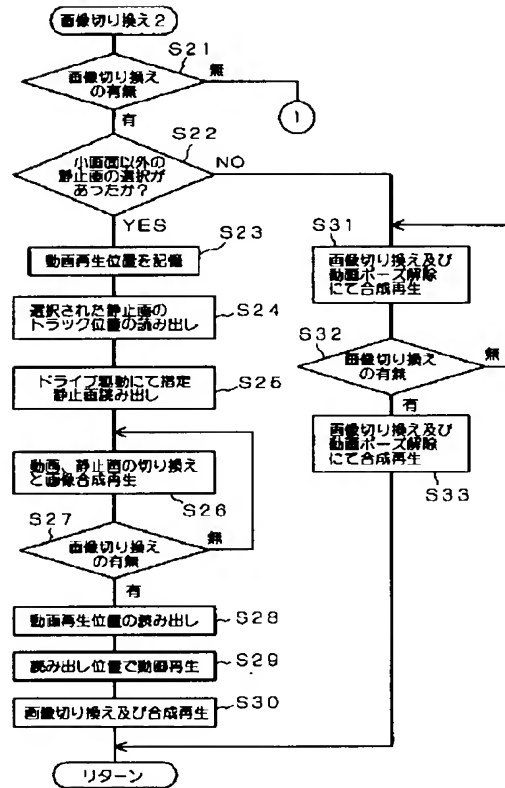 画像切り換え2
S21
画像切り換え
の有無
無
1
有
S22
小画面以外の
静止画の選択が
あったか?
NO
YES
S23
動画再生位置を記憶
選択された静止画の
トラック位置の読み出し
S24
ドライブ駆動にて指定
静止画読み出し
S25
動画、静止画の切り換え
と画像合成再生
S26
S27
画像切り換え
の有無
無
有
動画再生位置の読み出し
S28
読み出し位置で動画再生
S29
画像切り換え及び合成再生
S30
リターン
S31
画像切り換え及び
動画ポーズ解除
にて合成再生
S32
画像切り換え
の有無
無
有
画像切り換え及び
動画ポーズ解除
にて合成再生
S33